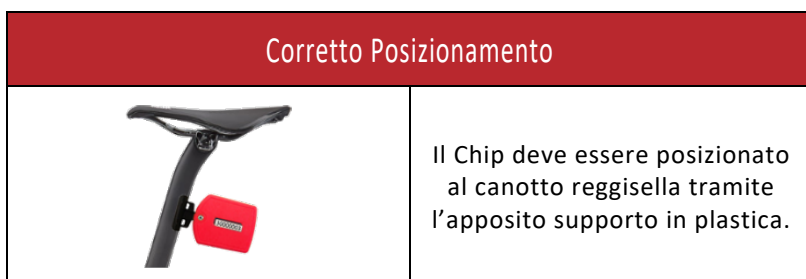 Corretto Posizionamento
Il Chip deve essere posizionato
al canotto reggisella tramite
l’apposito supporto in plastica.